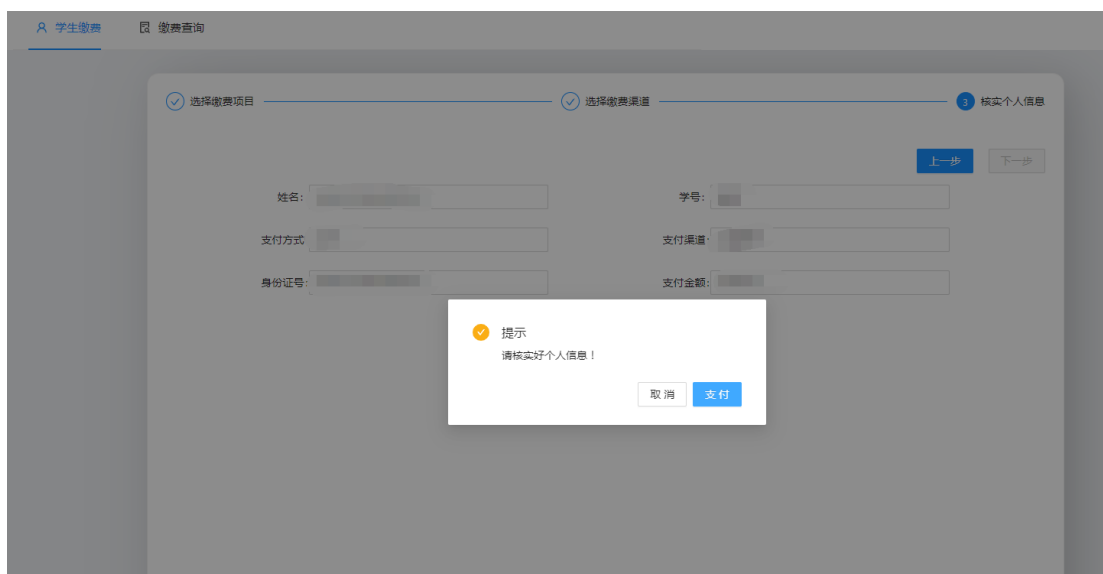 学生缴费 缴费查询
选择缴费项目 选择缴费渠道 3 核实个人信息
上一步 下一步
姓名: 学号:
支付方式 支付渠道:
身份证号: 支付金额:
提示
请核实好个人信息！
取消 支付